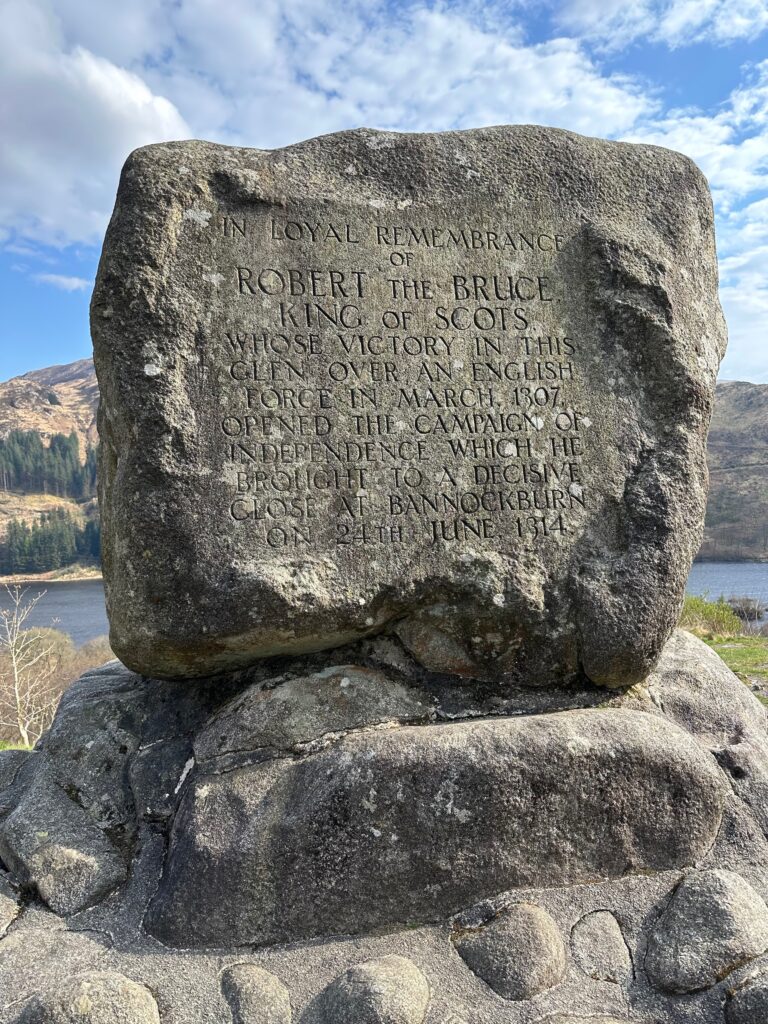 IN LOYAL REMEMBRANCE
OF
ROBERT THE BRUCE
KING OF SCOTS
WHOSE VICTORY IN THIS
GLEN OVER AN ENGLISH
FORCE IN MARCH, 1307,
OPENED THE CAMPAIGN OF
INDEPENDENCE WHICH HE
BROUGHT TO A DECISIVE
CLOSE AT BANNOCKBURN
ON 24TH JUNE, 1314.